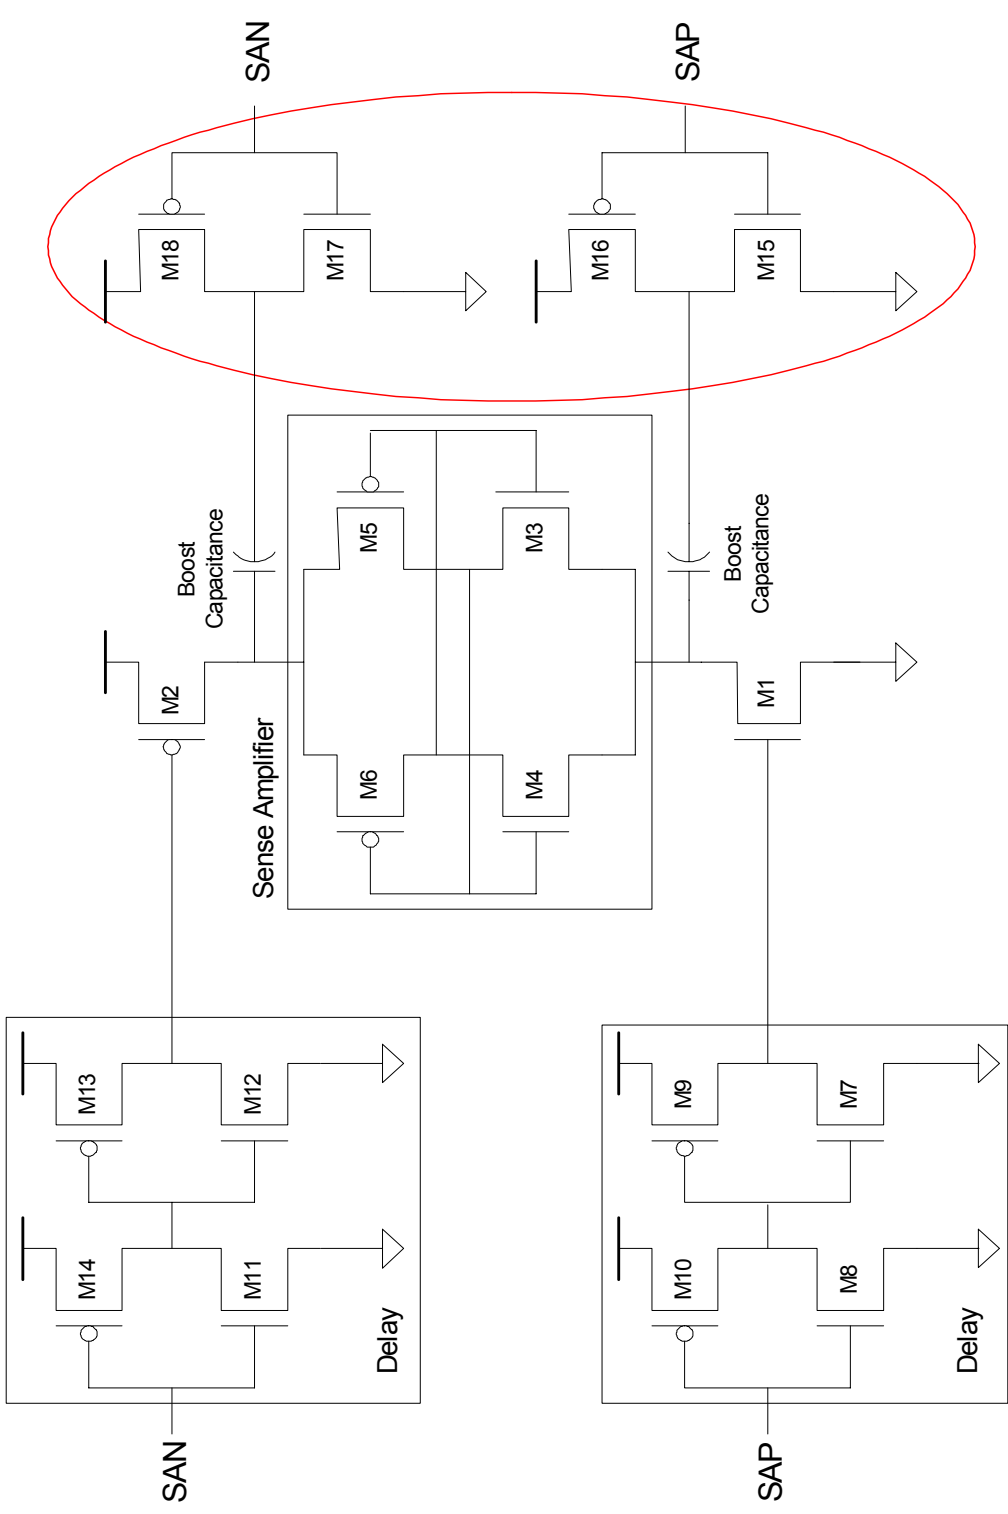 SAN
SAP
M18
M17
M16
M15
Boost
Capacitance
M5
M3
Boost
Capacitance
M2
M1
Sense Amplifier
M6
M4
M13
M12
M9
M7
M14
M11
M10
M8
Delay
Delay
SAN
SAP